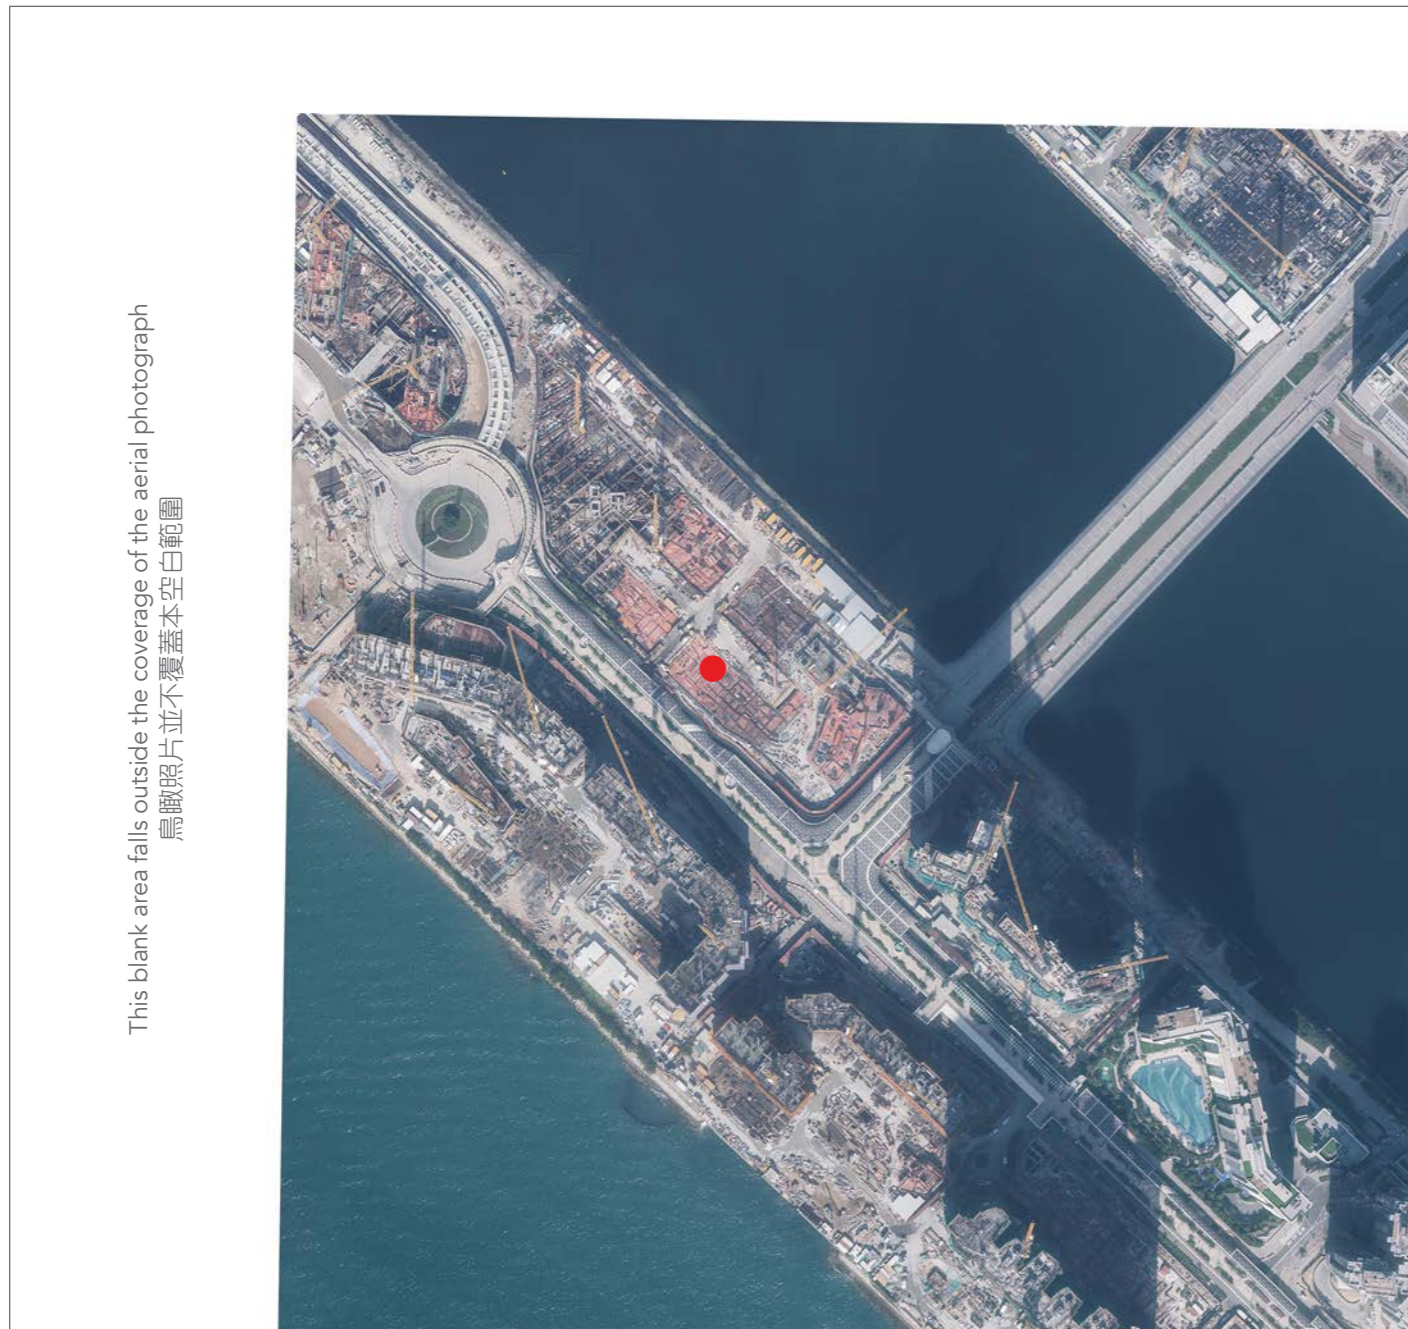 This blank area falls outside the coverage of the aerial photograph
鳥瞰照片並不覆蓋本空白範圍